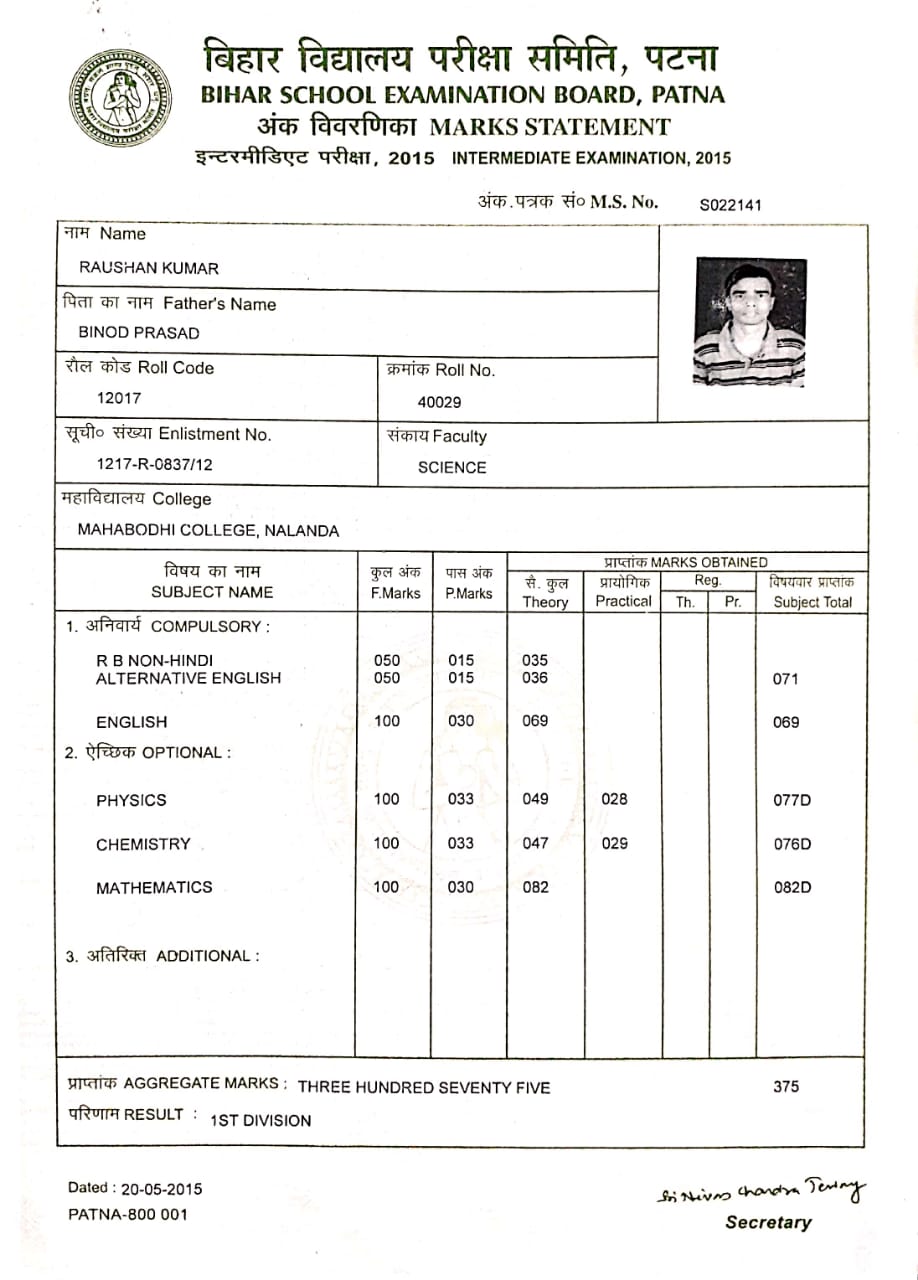 बिहार विद्यालय परीक्षा समिति, पटना
BIHAR SCHOOL EXAMINATION BOARD, PATNA
अंक विवरणिका MARKS STATEMENT
इन्टरमीडिएट परीक्षा, 2015 INTERMEDIATE EXAMINATION, 2015
अंक.पत्रक सं० M.S. No. S022141
नाम Name
RAUSHAN KUMAR
पिता का नाम Father's Name
BINOD PRASAD
रौल कोड Roll Code क्रमांक Roll No.
12017 40029
सूची० संख्या Enlistment No. संकाय Faculty
1217-R-0837/12 SCIENCE
महाविद्यालय College
MAHABODHI COLLEGE, NALANDA
प्राप्तांक MARKS OBTAINED
विषय का नाम कुल अंक पास अंक सै. कुल प्रायोगिक Reg. विषयवार प्राप्तांक
SUBJECT NAME F.Marks P.Marks Theory Practical Th. Pr. Subject Total
1. अनिवार्य COMPULSORY :
R B NON-HINDI 050 015 035
ALTERNATIVE ENGLISH 050 015 036 071
ENGLISH 100 030 069 069
2. ऐच्छिक OPTIONAL :
PHYSICS 100 033 049 028 077D
CHEMISTRY 100 033 047 029 076D
MATHEMATICS 100 030 082 082D
3. अतिरिक्त ADDITIONAL :
प्राप्तांक AGGREGATE MARKS : THREE HUNDRED SEVENTY FIVE 375
परिणाम RESULT : 1ST DIVISION
Dated : 20-05-2015
PATNA-800 001
Secretary